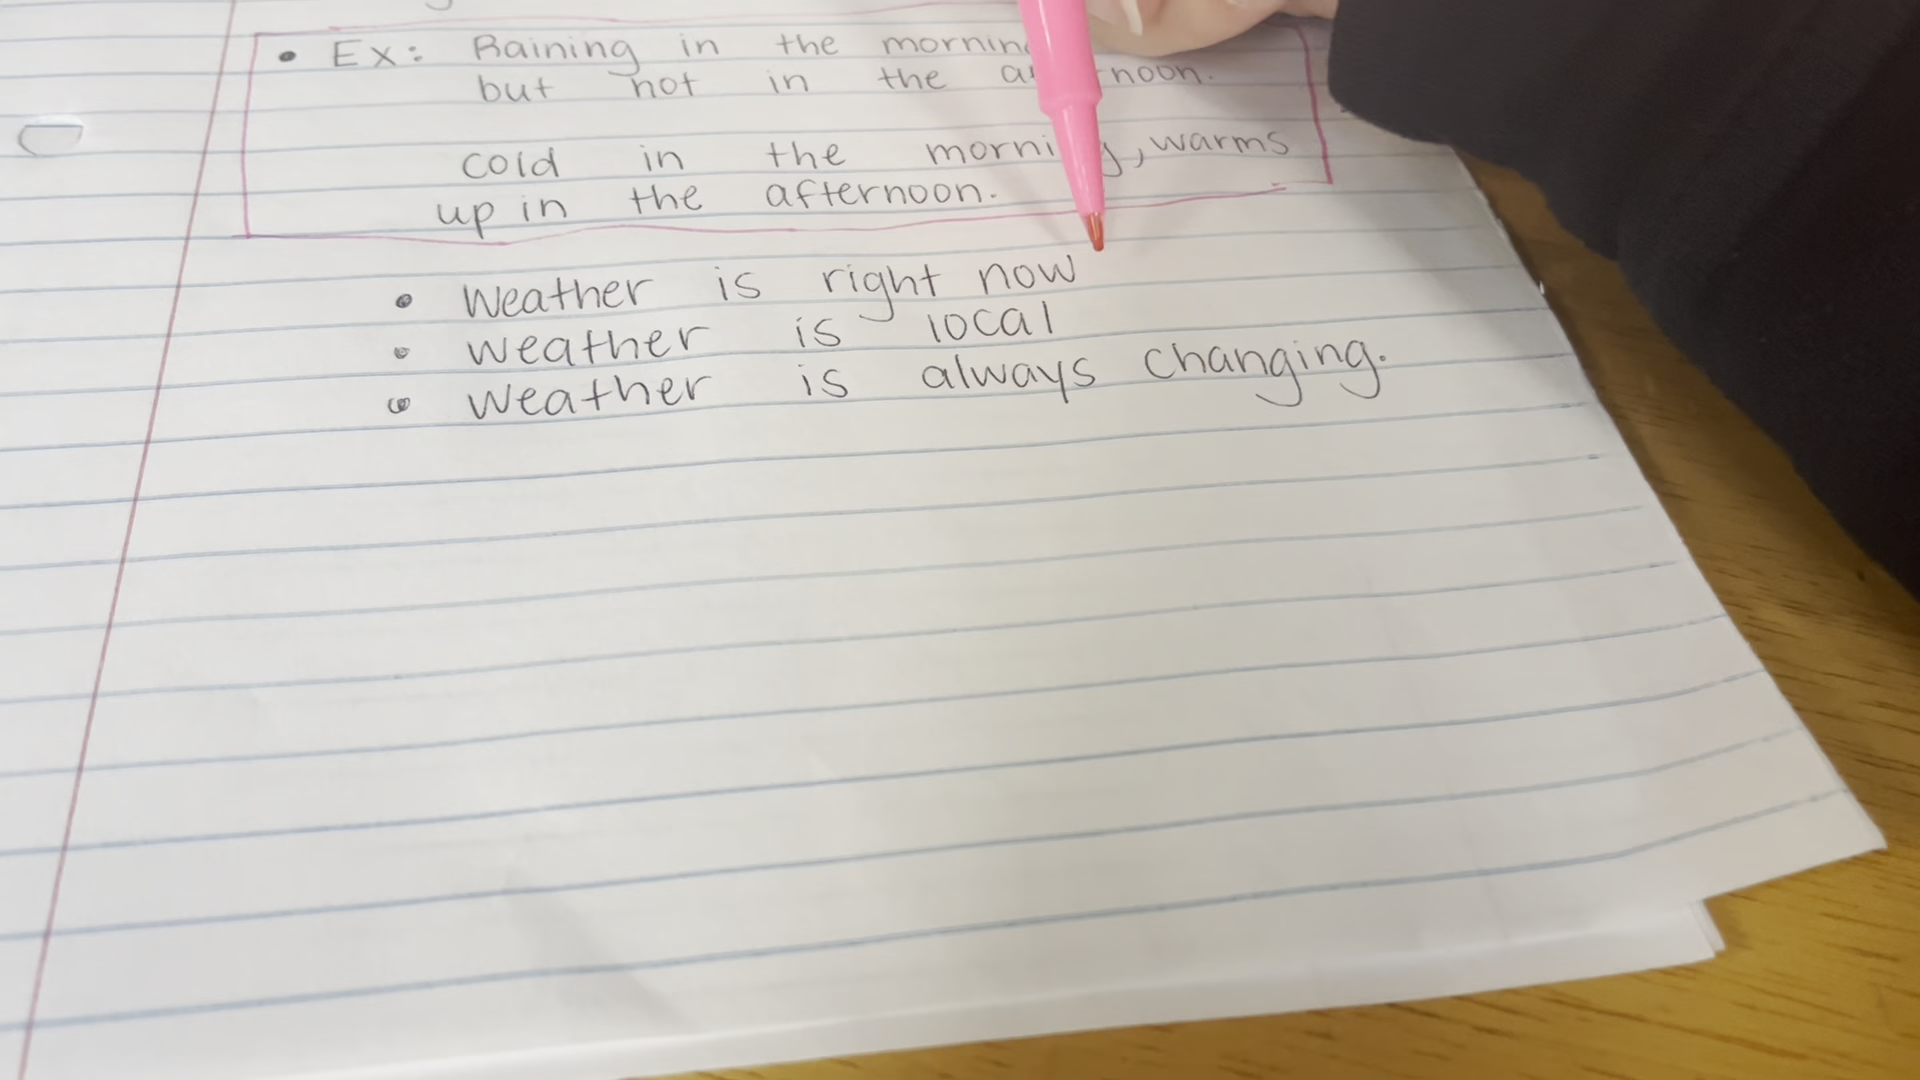 • Ex: Raining in the
but not in the
cold in the , warms
up in the afternoon.
• Weather is right now
• weather is local
• weather is always changing.